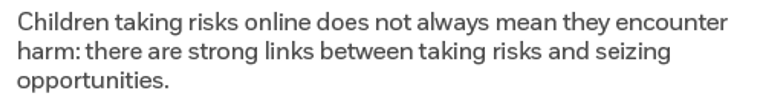 Children taking risks online does not always mean they encounter
harm: there are strong links between taking risks and seizing
opportunities.